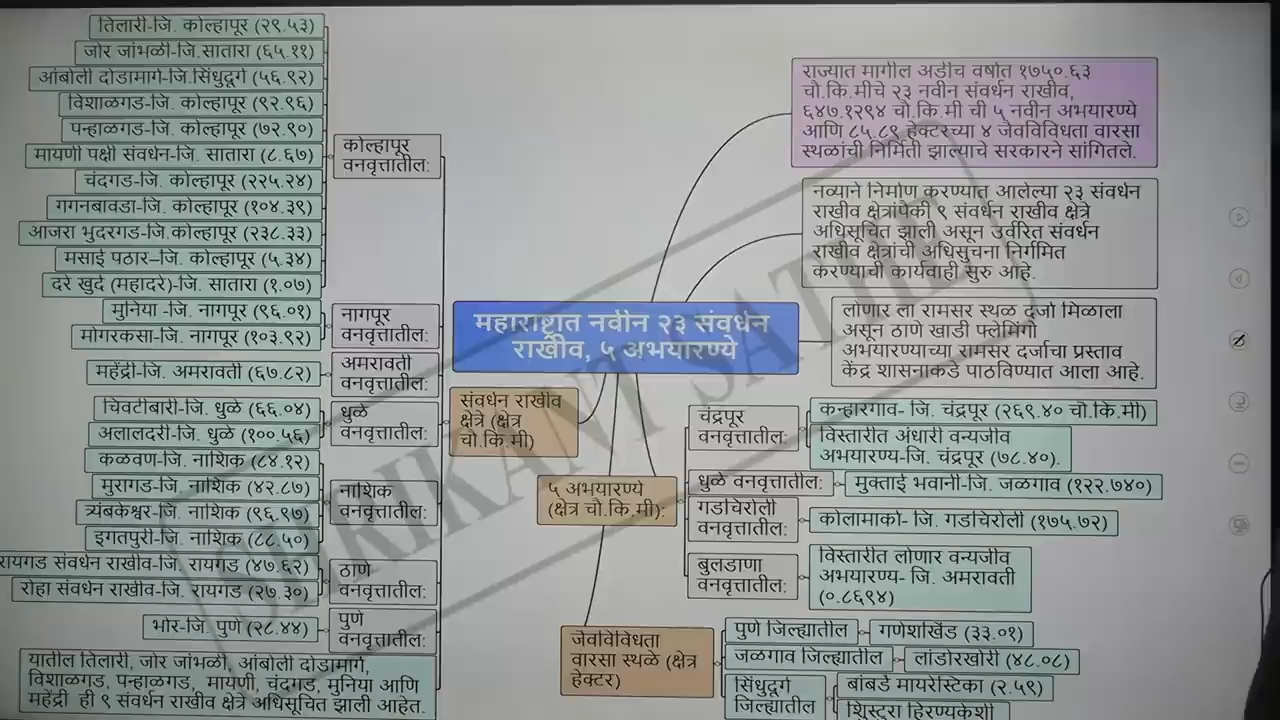 तिलारी-जि. कोल्हापूर (२९.५३)
जोर जांभळी-जि.सातारा (६५.११)
आंबोली दोडामार्ग-जि.सिंधुदूर्ग (५६.९२)
विशाळगड-जि. कोल्हापूर (९२.९६)
पन्हाळगड-जि. कोल्हापूर (७२.९०)
मायणी पक्षी संवर्धन-जि. सातारा (८.६७)
चंदगड-जि. कोल्हापूर (२२५.२४)
गगनबावडा-जि. कोल्हापूर (१०४.३९)
आजरा भुदरगड-जि.कोल्हापूर (२३८.३३)
मसाई पठार–जि. कोल्हापूर (५.३४)
दरे खुर्द (महादरे)-जि. सातारा (१.०७)
कोल्हापूर
वनवृत्तातील:
मुनिया -जि. नागपूर (९६.०१)
मोगरकसा-जि. नागपूर (१०३.९२)
नागपूर
वनवृत्तातील:
महेंद्री-जि. अमरावती (६७.८२)
अमरावती
वनवृत्तातील:
चिवटीबारी-जि. धुळे (६६.०४)
अलालदरी-जि. धुळे (१००.५६)
धुळे
वनवृत्तातील:
कळवण-जि. नाशिक (८४.१२)
मुरागड-जि. नाशिक (४२.८७)
त्र्यंबकेश्वर-जि. नाशिक (९६.९७)
इगतपुरी-जि. नाशिक (८८.५०)
नाशिक
वनवृत्तातील:
रायगड संवर्धन राखीव-जि. रायगड (४७.६२)
रोहा संवर्धन राखीव-जि. रायगड (२७.३०)
ठाणे
वनवृत्तातील:
भोर-जि. पुणे (२८.४४)
पुणे
वनवृत्तातील:
यातील तिलारी, जोर जांभळी, आंबोली दोडामार्ग,
विशाळगड, पन्हाळगड, मायणी, चंदगड, मुनिया आणि
महेंद्री ही ९ संवर्धन राखीव क्षेत्रे अधिसूचित झाली आहेत.
संवर्धन राखीव
क्षेत्रे (क्षेत्र
चौ.कि.मी)
महाराष्ट्रात नवीन २३ संवर्धन
राखीव, ५ अभयारण्ये
राज्यात मागील अडीच वर्षात १७५०.६३
चौ.कि.मीचे २३ नवीन संवर्धन राखीव,
६४७.१२९४ चौ.कि.मी ची ५ नवीन अभयारण्ये
आणि ८५.८९ हेक्टरच्या ४ जैवविविधता वारसा
स्थळांची निर्मिती झाल्याचे सरकारने सांगितले.
नव्याने निर्माण करण्यात आलेल्या २३ संवर्धन
राखीव क्षेत्रांपैकी ९ संवर्धन राखीव क्षेत्रे
अधिसूचित झाली असून उर्वरित संवर्धन
राखीव क्षेत्रांची अधिसुचना निर्गमित
करण्याची कार्यवाही सुरु आहे.
लोणार ला रामसर स्थळ दर्जा मिळाला
असून ठाणे खाडी फ्लेमिंगो
अभयारण्याच्या रामसर दर्जाचा प्रस्ताव
केंद्र शासनाकडे पाठविण्यात आला आहे.
५ अभयारण्ये
(क्षेत्र चौ.कि.मी):
चंद्रपूर
वनवृत्तातील:
कन्हारगाव- जि. चंद्रपूर (२६९.४० चौ.कि.मी)
विस्तारीत अंधारी वन्यजीव
अभयारण्य-जि. चंद्रपूर (७८.४०).
धुळे वनवृत्तातील:
मुक्ताई भवानी-जि. जळगाव (१२२.७४०)
गडचिरोली
वनवृत्तातील:
कोलामार्का- जि. गडचिरोली (१७५.७२)
बुलडाणा
वनवृत्तातील:
विस्तारीत लोणार वन्यजीव
अभयारण्य- जि. अमरावती
(०.८६९४)
जैवविविधता
वारसा स्थळे (क्षेत्र
हेक्टर)
पुणे जिल्ह्यातील
गणेशखिंड (३३.०१)
जळगाव जिल्ह्यातील
लांडोरखोरी (४८.०८)
सिंधुदूर्ग
जिल्ह्यातील
बांबर्डे मायरेस्टिका (२.५९)
शिस्टुरा हिरण्यकेशी
SHRIKANT SATHE